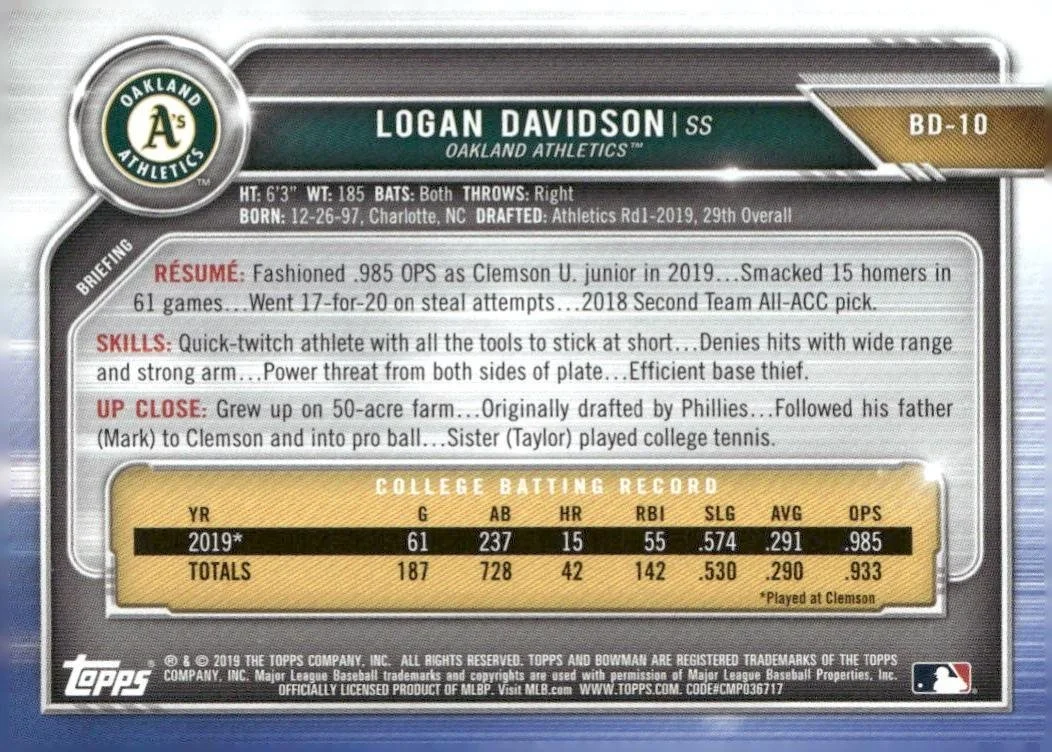 OAKLAND
A's
ATHLETICS™
LOGAN DAVIDSON | SS
OAKLAND ATHLETICS™
BD-10
HT: 6'3" WT: 185 BATS: Both THROWS: Right
BORN: 12-26-97, Charlotte, NC DRAFTED: Athletics Rd1-2019, 29th Overall
BRIEFING
RÉSUMÉ: Fashioned .985 OPS as Clemson U. junior in 2019...Smacked 15 homers in
61 games...Went 17-for-20 on steal attempts...2018 Second Team All-ACC pick.
SKILLS: Quick-twitch athlete with all the tools to stick at short...Denies hits with wide range
and strong arm...Power threat from both sides of plate...Efficient base thief.
UP CLOSE: Grew up on 50-acre farm...Originally drafted by Phillies...Followed his father
(Mark) to Clemson and into pro ball...Sister (Taylor) played college tennis.
COLLEGE BATTING RECORD
YR G AB HR RBI SLG AVG OPS
2019* 61 237 15 55 .574 .291 .985
TOTALS 187 728 42 142 .530 .290 .933
*Played at Clemson
Topps®
® & © 2019 THE TOPPS COMPANY, INC. ALL RIGHTS RESERVED. TOPPS AND BOWMAN ARE REGISTERED TRADEMARKS OF THE TOPPS
COMPANY, INC. Major League Baseball trademarks and copyrights are used with permission of Major League Baseball Properties, Inc.
OFFICIALLY LICENSED PRODUCT OF MLBP. Visit MLB.com WWW.TOPPS.COM. CODE#CMP036717